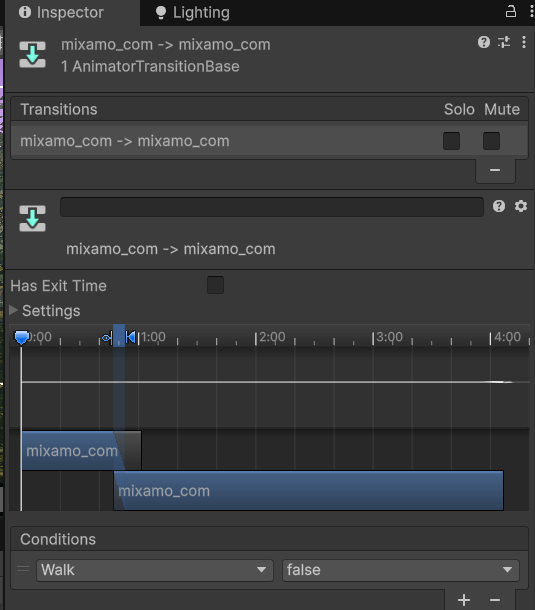 Inspector
Lighting
mixamo_com -> mixamo_com
1 AnimatorTransitionBase
Transitions Solo Mute
mixamo_com -> mixamo_com
mixamo_com -> mixamo_com
Has Exit Time
Settings
0:00 1:00 2:00 3:00 4:00
mixamo_com
mixamo_com
Conditions
Walk false